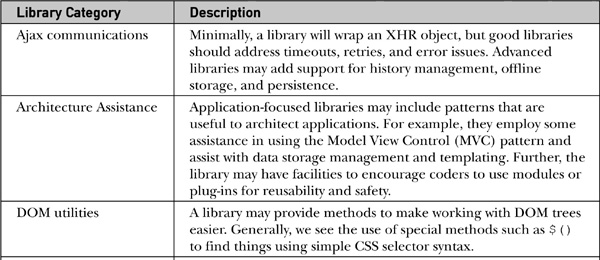 Library Category Description
Ajax communications Minimally, a library will wrap an XHR object, but good libraries
should address timeouts, retries, and error issues. Advanced
libraries may add support for history management, offline
storage, and persistence.
Architecture Assistance Application-focused libraries may include patterns that are
useful to architect applications. For example, they employ some
assistance in using the Model View Control (MVC) pattern and
assist with data storage management and templating. Further, the
library may have facilities to encourage coders to use modules or
plug-ins for reusability and safety.
DOM utilities A library may provide methods to make working with DOM trees
easier. Generally, we see the use of special methods such as $()
to find things using simple CSS selector syntax.